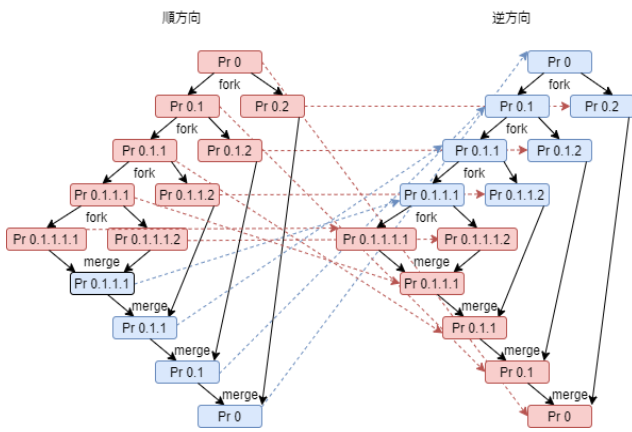 順方向
逆方向
Pr 0
fork
Pr 0.1
Pr 0.2
fork
Pr 0.1.1
Pr 0.1.2
fork
Pr 0.1.1.1
Pr 0.1.1.2
fork
Pr 0.1.1.1.1
Pr 0.1.1.1.2
merge
Pr 0.1.1.1
merge
Pr 0.1.1
merge
Pr 0.1
merge
Pr 0
Pr 0
fork
Pr 0.1
Pr 0.2
fork
Pr 0.1.1
Pr 0.1.2
fork
Pr 0.1.1.1
Pr 0.1.1.2
fork
Pr 0.1.1.1.1
Pr 0.1.1.1.2
merge
Pr 0.1.1.1
merge
Pr 0.1.1
merge
Pr 0.1
merge
Pr 0